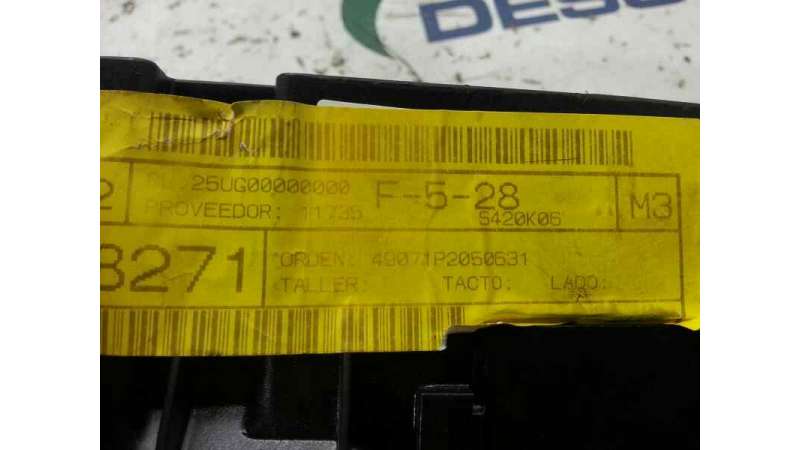 DESG
25UG00000000 F-5-28
2 PROVEEDOR: 11735 5420K06 M3
3271 ORDEN: 49071P2050631
TALLER: TACTO: LADO: